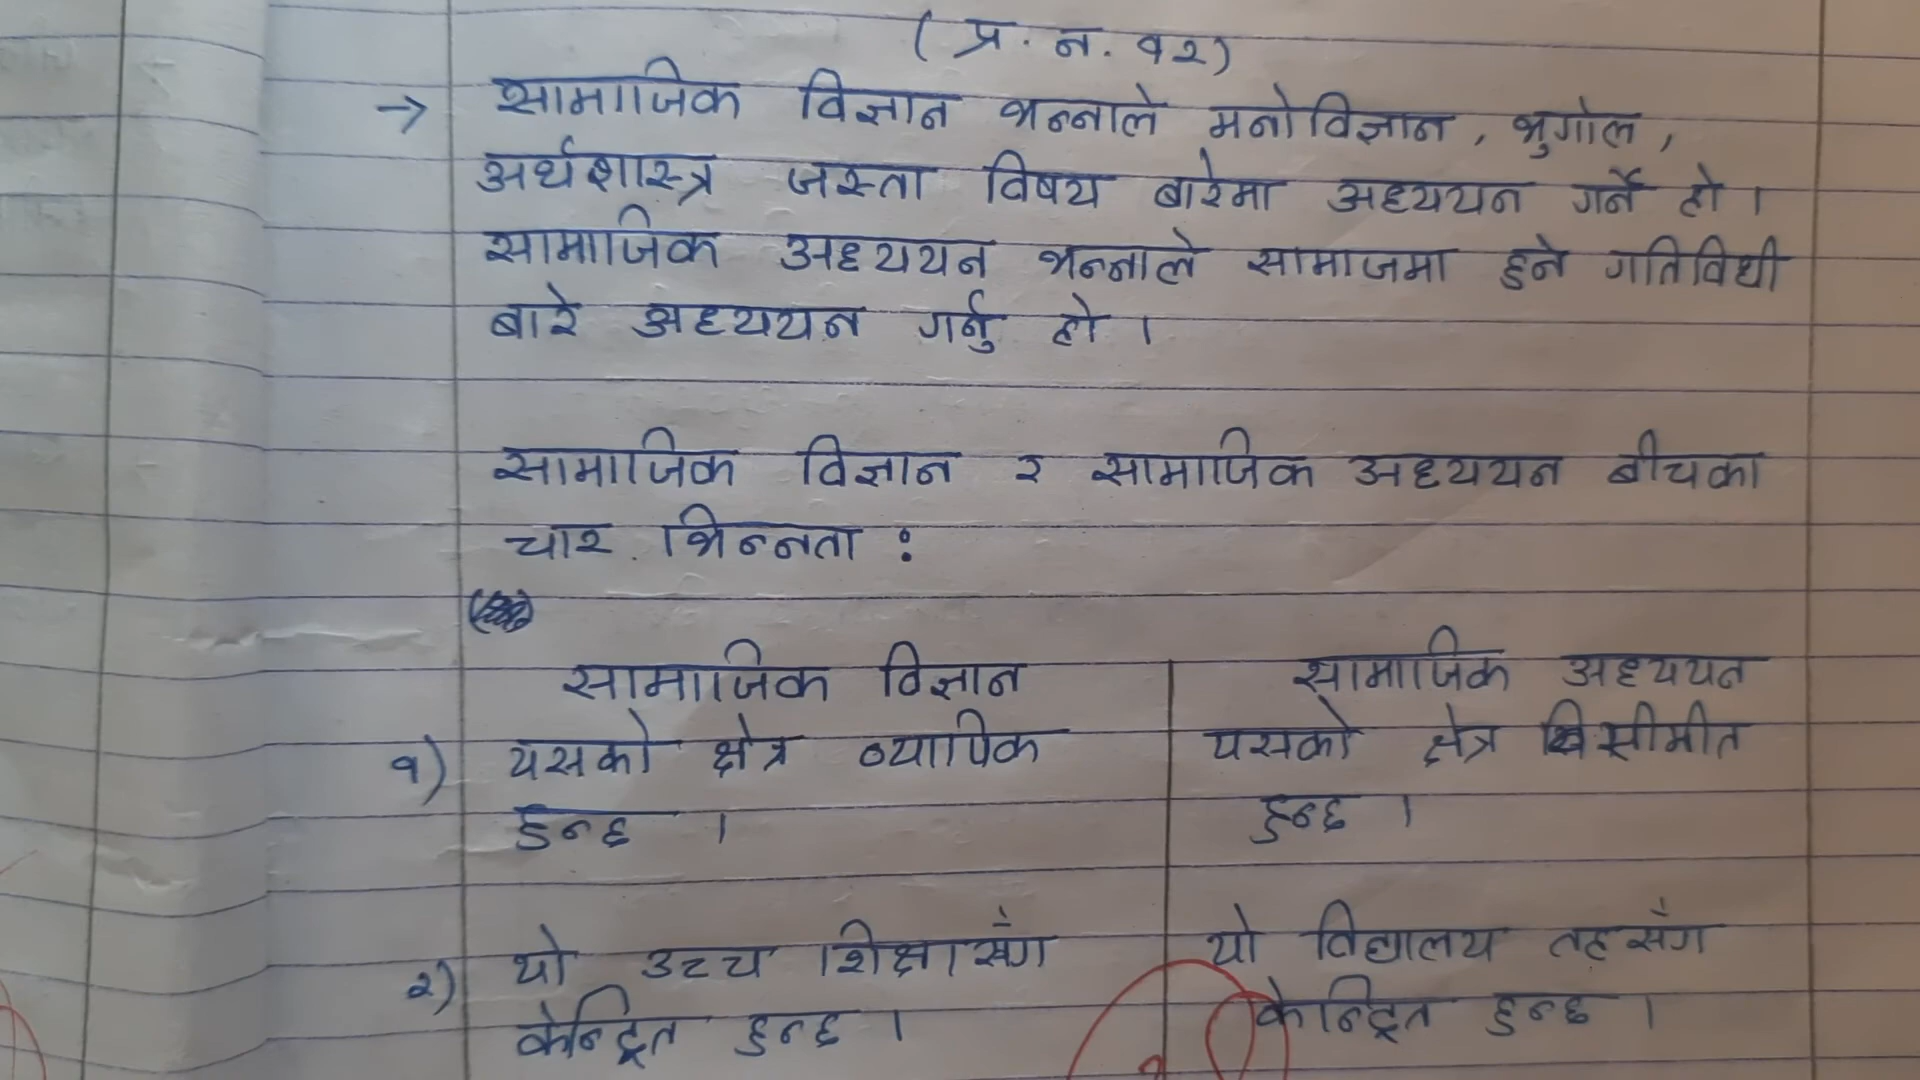 (प्र. न. १२)
→ सामाजिक विज्ञान भन्नाले मनोविज्ञान, भुगोल,
अर्थशास्त्र जस्ता विषय बारेमा अध्ययन गर्ने हो ।
सामाजिक अध्ययन भन्नाले सामाजमा हुने गतिविधी
बारे अध्ययन गर्नु हो ।
सामाजिक विज्ञान र सामाजिक अध्ययन बीचका
चार भिन्नता :
सामाजिक विज्ञान सामाजिक अध्ययन
१) यसको क्षेत्र व्यापिक यसको क्षेत्र सीमीत
हुन्छ । हुन्छ ।
२) यो उच्च शिक्षासँग यो विद्यालय तहसँग
केन्द्रित हुन्छ । केन्द्रित हुन्छ ।